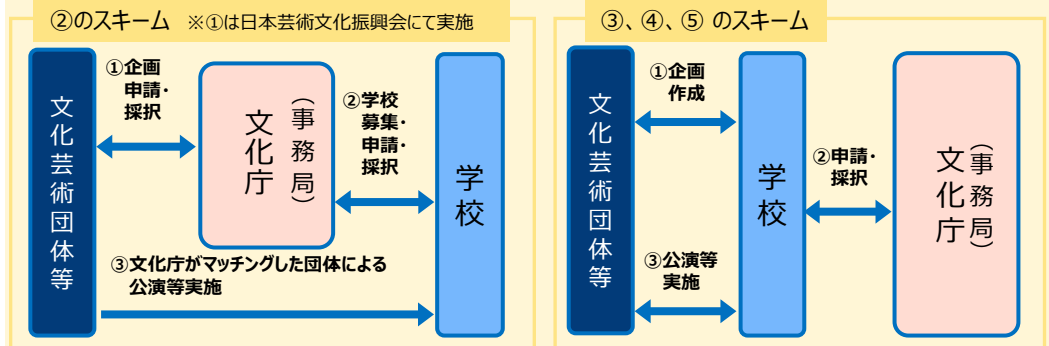 ②のスキーム ※①は日本芸術文化振興会にて実施
文化芸術団体等
①企画
申請・
採択
文化庁
（事務局）
②学校
募集・
申請・
採択
学校
③文化庁がマッチングした団体による
公演等実施
③、④、⑤ のスキーム
文化芸術団体等
①企画
作成
学校
②申請・
採択
文化庁
（事務局）
③公演等
実施